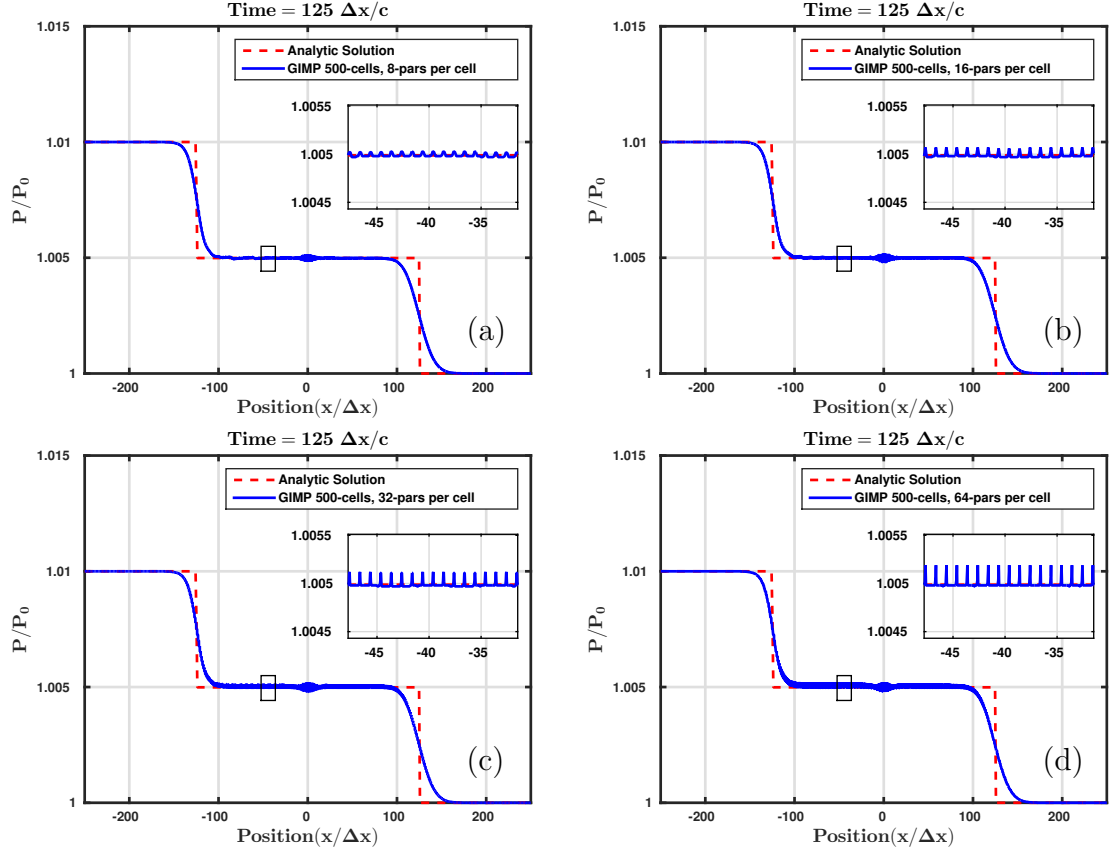 Time = 125 Δx/c
1.015
Analytic Solution
GIMP 500-cells, 8-pars per cell
1.0055
1.005
1.0045
-45
-40
-35
1.01
1.005
1
P/P₀
(a)
-200
-100
0
100
200
Position(x/Δx)
Time = 125 Δx/c
1.015
Analytic Solution
GIMP 500-cells, 16-pars per cell
1.0055
1.005
1.0045
-45
-40
-35
1.01
1.005
1
P/P₀
(b)
-200
-100
0
100
200
Position(x/Δx)
Time = 125 Δx/c
1.015
Analytic Solution
GIMP 500-cells, 32-pars per cell
1.0055
1.005
1.0045
-45
-40
-35
1.01
1.005
1
P/P₀
(c)
-200
-100
0
100
200
Position(x/Δx)
Time = 125 Δx/c
1.015
Analytic Solution
GIMP 500-cells, 64-pars per cell
1.0055
1.005
1.0045
-45
-40
-35
1.01
1.005
1
P/P₀
(d)
-200
-100
0
100
200
Position(x/Δx)